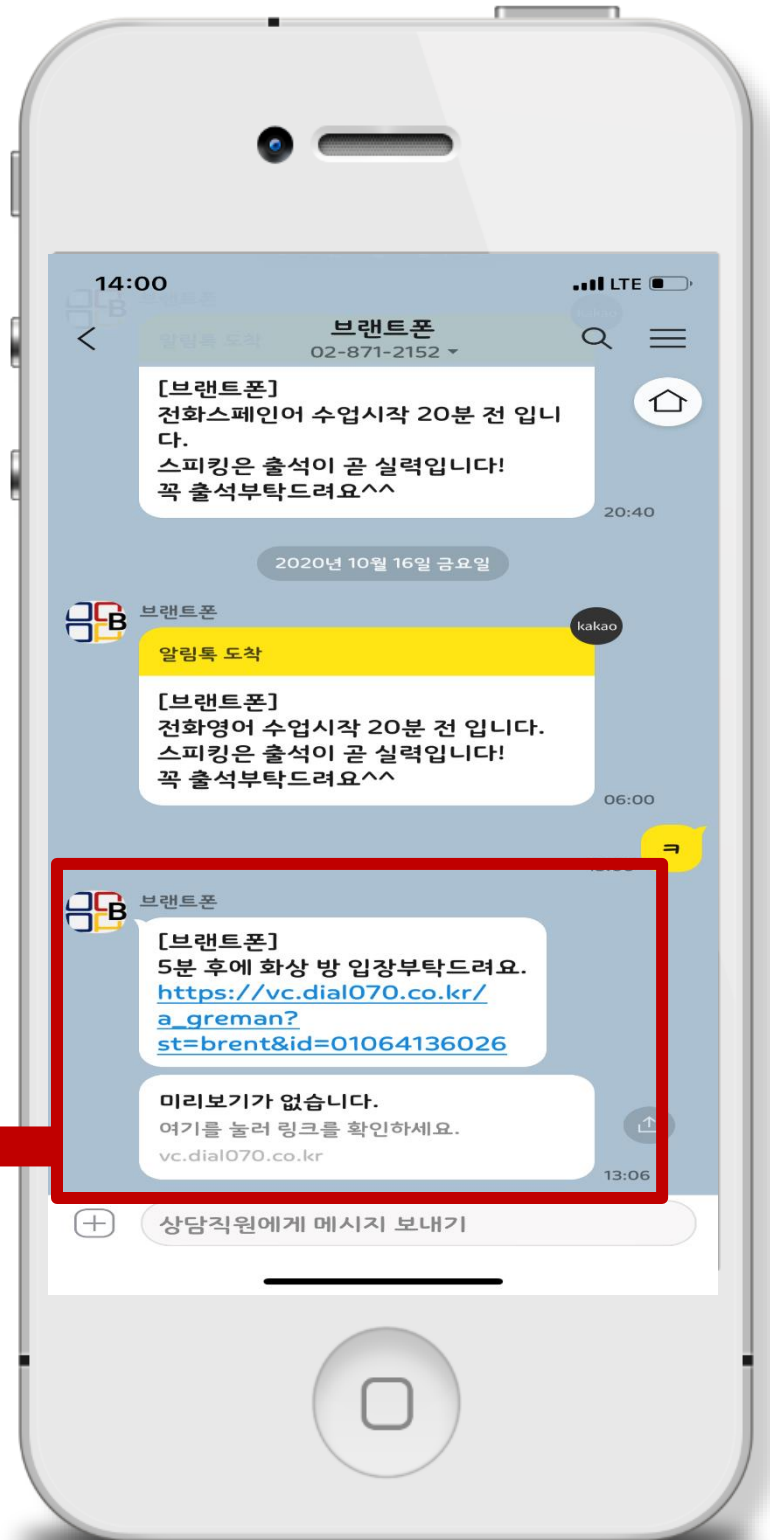 14:00
LTE
브랜트폰
02-871-2152
알림톡 도착
[브랜트폰]
전화스페인어 수업시작 20분 전 입니
다.
스피킹은 출석이 곧 실력입니다!
꼭 출석부탁드려요^^
20:40
2020년 10월 16일 금요일
B
브랜트폰
kakao
알림톡 도착
[브랜트폰]
전화영어 수업시작 20분 전 입니다.
스피킹은 출석이 곧 실력입니다!
꼭 출석부탁드려요^^
06:00
ㅋ
B
브랜트폰
[브랜트폰]
5분 후에 화상 방 입장부탁드려요.
https://vc.dial070.co.kr/
a_greman?
st=brent&id=01064136026
미리보기가 없습니다.
여기를 눌러 링크를 확인하세요.
vc.dial070.co.kr
13:06
상담직원에게 메시지 보내기